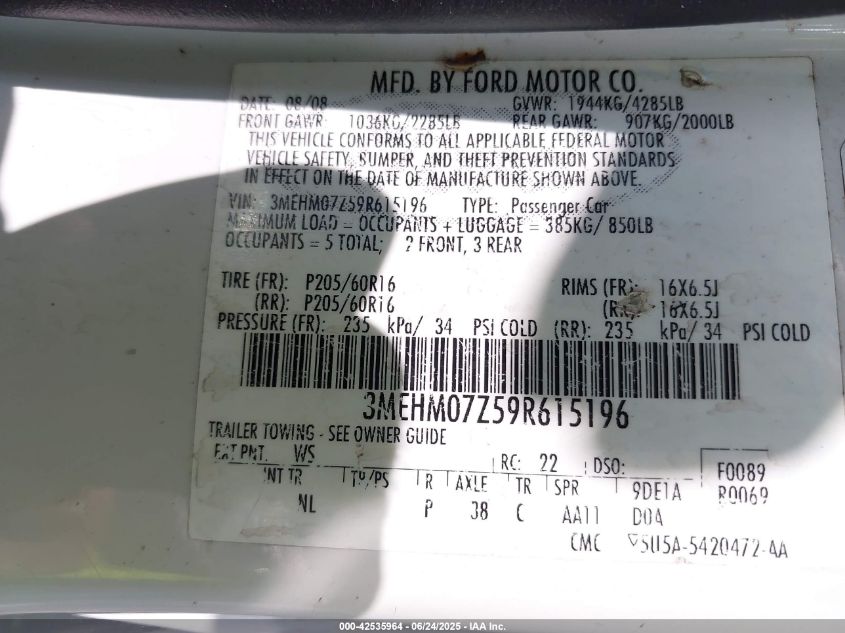 MFD. BY FORD MOTOR CO.
DATE: 08/08 GVWR: 1944KG/4285LB
FRONT GAWR: 1036KG/2285LB REAR GAWR: 907KG/2000LB
THIS VEHICLE CONFORMS TO ALL APPLICABLE FEDERAL MOTOR
VEHICLE SAFETY, BUMPER, AND THEFT PREVENTION STANDARDS
IN EFFECT ON THE DATE OF MANUFACTURE SHOWN ABOVE.
VIN: 3MEHM07Z59R615196 TYPE: Passenger Car
MAXIMUM LOAD = OCCUPANTS + LUGGAGE = 385KG/ 850LB
OCCUPANTS = 5 TOTAL; 2 FRONT, 3 REAR
TIRE (FR): P205/60R16 RIMS (FR): 16X6.5J
(RR): P205/60R16 16X6.5J
PRESSURE (FR): 235 kPa/ 34 PSI COLD (RR): 235 kPa/ 34 PSI COLD
3MEHM07Z59R615196
TRAILER TOWING - SEE OWNER GUIDE
EXT PNT: WS RC: 22 DSO: F0089
INT TR TP/PS R AXLE TR SPR 9DE1A R0069
NL P 38 C AA11 D0A
CMC 5U5A-5420472-AA
000-42535964 - 06/24/2025 - IAA Inc.